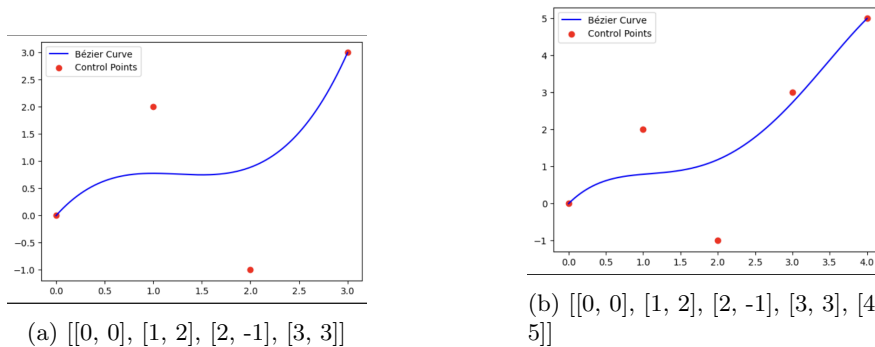 Bézier Curve
Control Points
3.0
2.5
2.0
1.5
1.0
0.5
0.0
−0.5
−1.0
0.0 0.5 1.0 1.5 2.0 2.5 3.0
(a) [[0, 0], [1, 2], [2, -1], [3, 3]]
Bézier Curve
Control Points
5
4
3
2
1
0
−1
0.0 0.5 1.0 1.5 2.0 2.5 3.0 3.5 4.0
(b) [[0, 0], [1, 2], [2, -1], [3, 3], [4
5]]